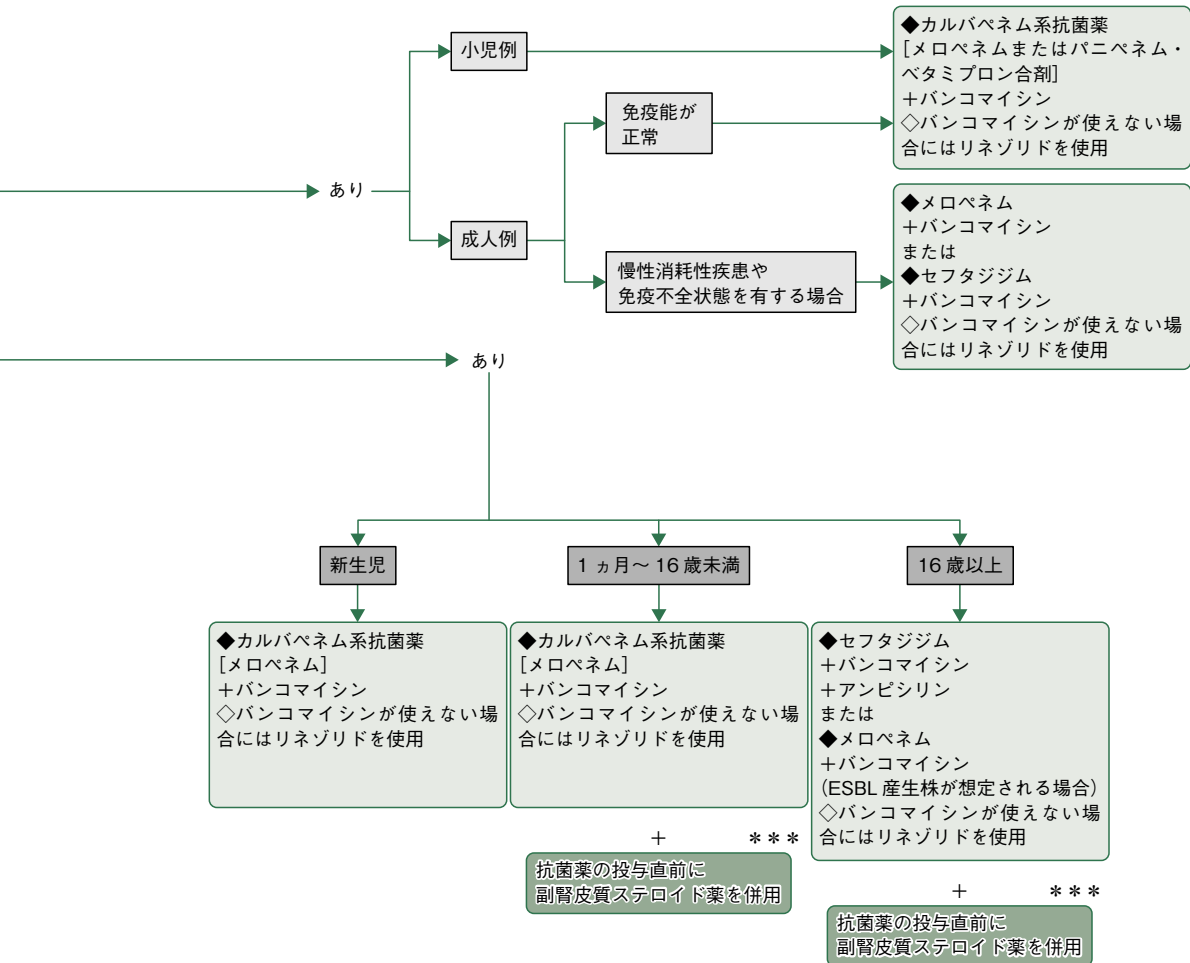 小児例
◆カルバペネム系抗菌薬
[メロペネムまたはパニペネム・
ベタミプロン合剤]
＋バンコマイシン
◇バンコマイシンが使えない場
合にはリネゾリドを使用
免疫能が
正常
あり
成人例
◆メロペネム
＋バンコマイシン
または
◆セフタジジム
＋バンコマイシン
◇バンコマイシンが使えない場
合にはリネゾリドを使用
慢性消耗性疾患や
免疫不全状態を有する場合
あり
新生児
1ヵ月～16歳未満
16歳以上
◆カルバペネム系抗菌薬
[メロペネム]
＋バンコマイシン
◇バンコマイシンが使えない場
合にはリネゾリドを使用
◆カルバペネム系抗菌薬
[メロペネム]
＋バンコマイシン
◇バンコマイシンが使えない場
合にはリネゾリドを使用
◆セフタジジム
＋バンコマイシン
＋アンピシリン
または
◆メロペネム
＋バンコマイシン
(ESBL 産生株が想定される場合)
◇バンコマイシンが使えない場
合にはリネゾリドを使用
＋ ＊＊＊
抗菌薬の投与直前に
副腎皮質ステロイド薬を併用
＋ ＊＊＊
抗菌薬の投与直前に
副腎皮質ステロイド薬を併用